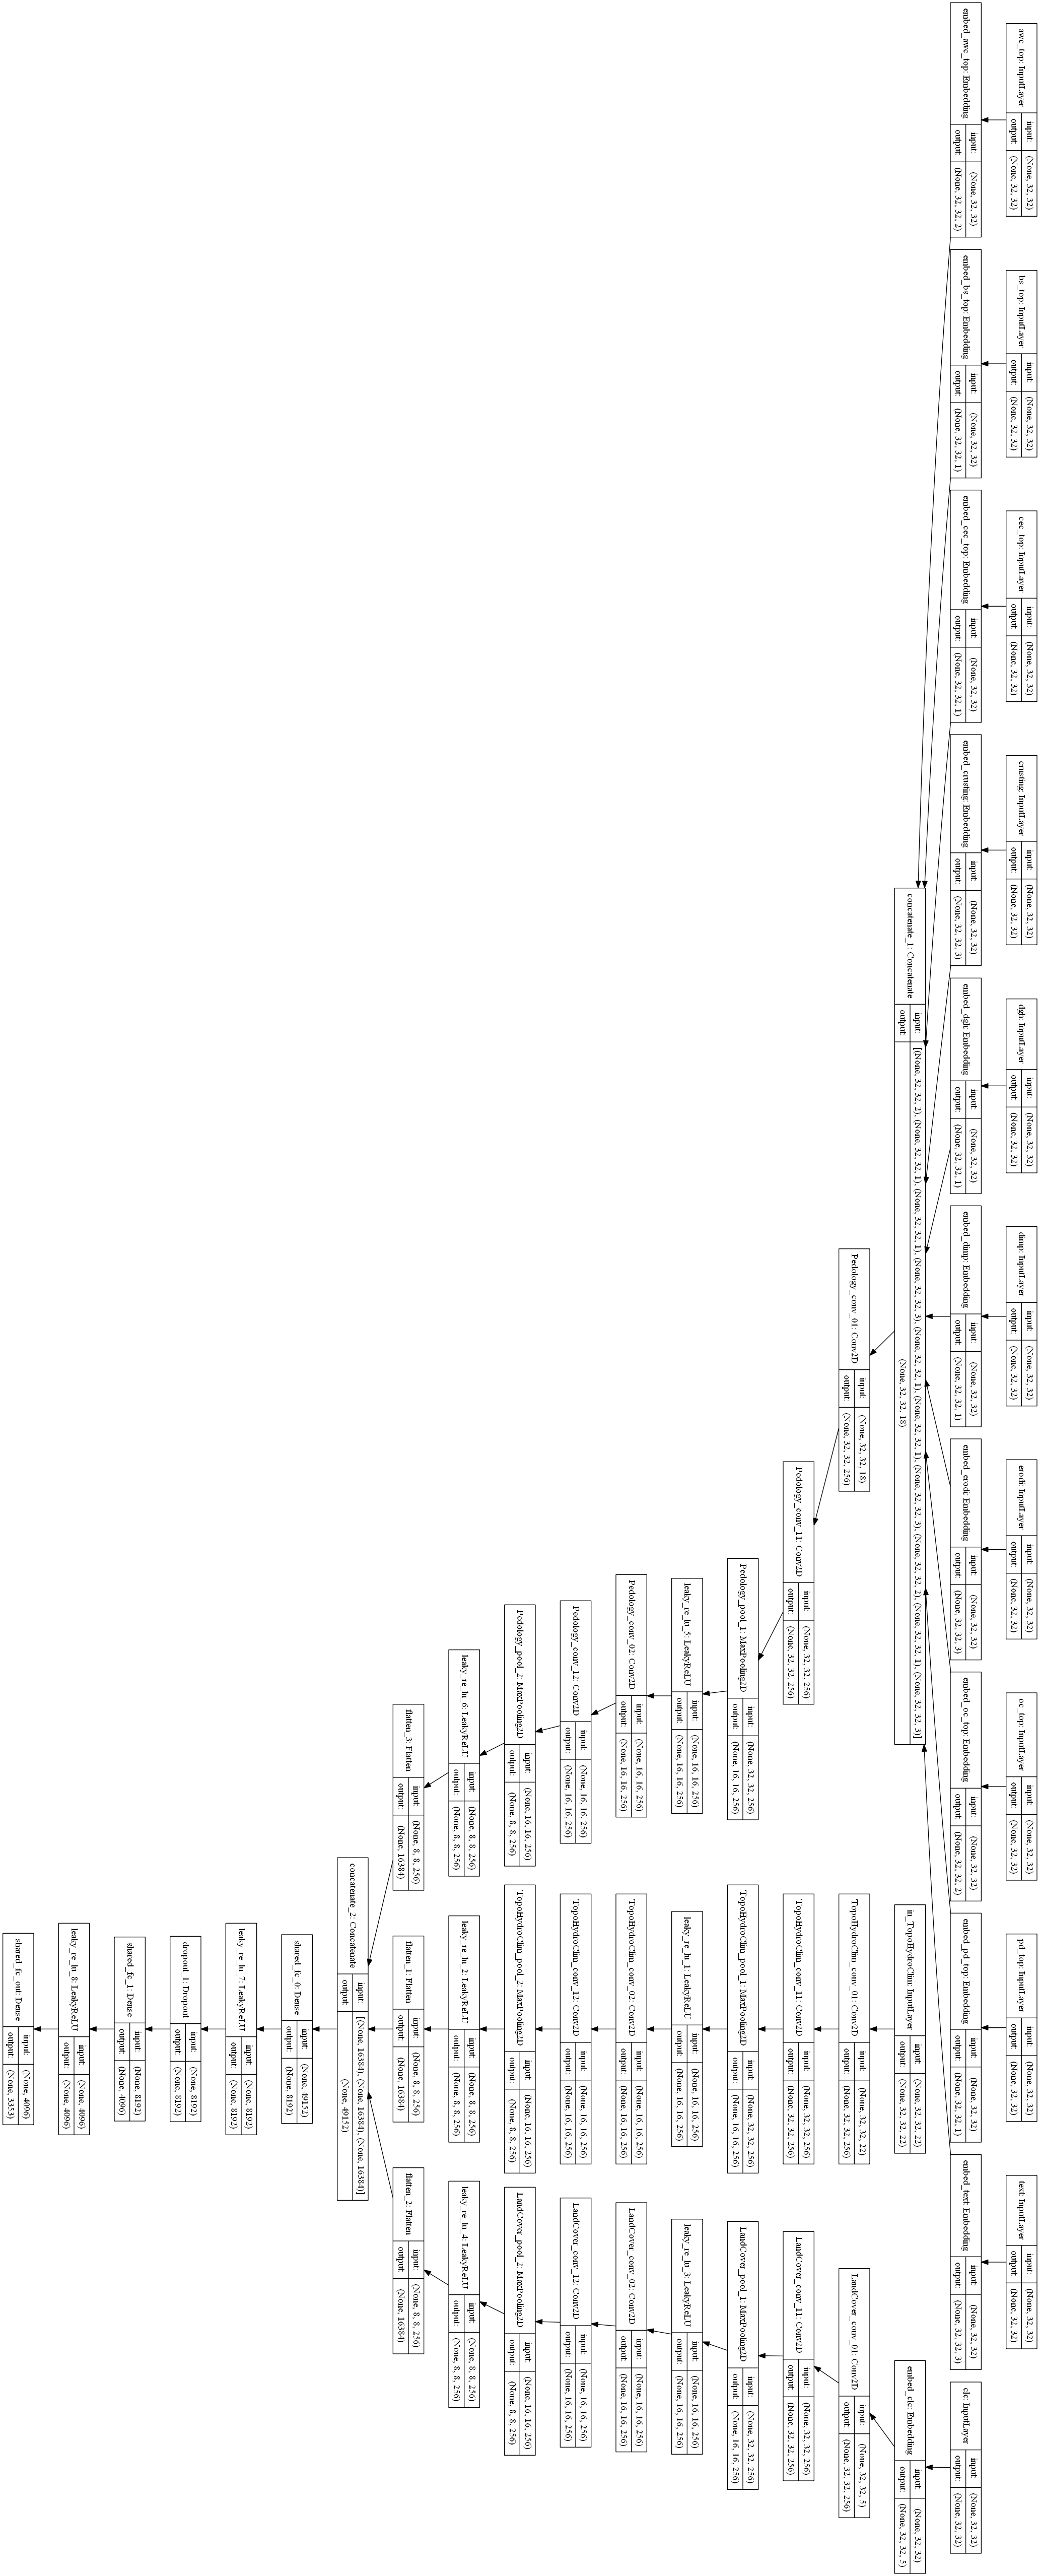 awc_top: InputLayer
input: (None, 32, 32)
output: (None, 32, 32)
bs_top: InputLayer
input: (None, 32, 32)
output: (None, 32, 32)
cec_top: InputLayer
input: (None, 32, 32)
output: (None, 32, 32)
crusting: InputLayer
input: (None, 32, 32)
output: (None, 32, 32)
dgh: InputLayer
input: (None, 32, 32)
output: (None, 32, 32)
dimp: InputLayer
input: (None, 32, 32)
output: (None, 32, 32)
erodi: InputLayer
input: (None, 32, 32)
output: (None, 32, 32)
oc_top: InputLayer
input: (None, 32, 32)
output: (None, 32, 32)
pd_top: InputLayer
input: (None, 32, 32)
output: (None, 32, 32)
text: InputLayer
input: (None, 32, 32)
output: (None, 32, 32)
embed_awc_top: Embedding
input: (None, 32, 32)
output: (None, 32, 32, 2)
embed_bs_top: Embedding
input: (None, 32, 32)
output: (None, 32, 32, 1)
embed_cec_top: Embedding
input: (None, 32, 32)
output: (None, 32, 32, 1)
embed_crusting: Embedding
input: (None, 32, 32)
output: (None, 32, 32, 3)
embed_dgh: Embedding
input: (None, 32, 32)
output: (None, 32, 32, 1)
embed_dimp: Embedding
input: (None, 32, 32)
output: (None, 32, 32, 1)
embed_erodi: Embedding
input: (None, 32, 32)
output: (None, 32, 32, 3)
embed_oc_top: Embedding
input: (None, 32, 32)
output: (None, 32, 32, 2)
embed_pd_top: Embedding
input: (None, 32, 32)
output: (None, 32, 32, 1)
embed_text: Embedding
input: (None, 32, 32)
output: (None, 32, 32, 3)
clc: InputLayer
input: (None, 32, 32)
output: (None, 32, 32)
concatenate_1: Concatenate
input: [(None, 32, 32, 2), (None, 32, 32, 1), (None, 32, 32, 1), (None, 32, 32, 3), (None, 32, 32, 1), (None, 32, 32, 1), (None, 32, 32, 3), (None, 32, 32, 2), (None, 32, 32, 1), (None, 32, 32, 3)]
output: (None, 32, 32, 18)
in_TopoHydroClim: InputLayer
input: (None, 32, 32, 22)
output: (None, 32, 32, 22)
embed_clc: Embedding
input: (None, 32, 32)
output: (None, 32, 32, 5)
Pedology_conv_01: Conv2D
input: (None, 32, 32, 18)
output: (None, 32, 32, 256)
TopoHydroClim_conv_01: Conv2D
input: (None, 32, 32, 22)
output: (None, 32, 32, 256)
LandCover_conv_01: Conv2D
input: (None, 32, 32, 5)
output: (None, 32, 32, 256)
Pedology_conv_11: Conv2D
input: (None, 32, 32, 256)
output: (None, 32, 32, 256)
TopoHydroClim_conv_11: Conv2D
input: (None, 32, 32, 256)
output: (None, 32, 32, 256)
LandCover_conv_11: Conv2D
input: (None, 32, 32, 256)
output: (None, 32, 32, 256)
Pedology_pool_1: MaxPooling2D
input: (None, 32, 32, 256)
output: (None, 16, 16, 256)
TopoHydroClim_pool_1: MaxPooling2D
input: (None, 32, 32, 256)
output: (None, 16, 16, 256)
LandCover_pool_1: MaxPooling2D
input: (None, 32, 32, 256)
output: (None, 16, 16, 256)
leaky_re_lu_5: LeakyReLU
input: (None, 16, 16, 256)
output: (None, 16, 16, 256)
leaky_re_lu_1: LeakyReLU
input: (None, 16, 16, 256)
output: (None, 16, 16, 256)
leaky_re_lu_3: LeakyReLU
input: (None, 16, 16, 256)
output: (None, 16, 16, 256)
Pedology_conv_02: Conv2D
input: (None, 16, 16, 256)
output: (None, 16, 16, 256)
TopoHydroClim_conv_02: Conv2D
input: (None, 16, 16, 256)
output: (None, 16, 16, 256)
LandCover_conv_02: Conv2D
input: (None, 16, 16, 256)
output: (None, 16, 16, 256)
Pedology_conv_12: Conv2D
input: (None, 16, 16, 256)
output: (None, 16, 16, 256)
TopoHydroClim_conv_12: Conv2D
input: (None, 16, 16, 256)
output: (None, 16, 16, 256)
LandCover_conv_12: Conv2D
input: (None, 16, 16, 256)
output: (None, 16, 16, 256)
Pedology_pool_2: MaxPooling2D
input: (None, 16, 16, 256)
output: (None, 8, 8, 256)
TopoHydroClim_pool_2: MaxPooling2D
input: (None, 16, 16, 256)
output: (None, 8, 8, 256)
LandCover_pool_2: MaxPooling2D
input: (None, 16, 16, 256)
output: (None, 8, 8, 256)
leaky_re_lu_6: LeakyReLU
input: (None, 8, 8, 256)
output: (None, 8, 8, 256)
leaky_re_lu_2: LeakyReLU
input: (None, 8, 8, 256)
output: (None, 8, 8, 256)
leaky_re_lu_4: LeakyReLU
input: (None, 8, 8, 256)
output: (None, 8, 8, 256)
flatten_3: Flatten
input: (None, 8, 8, 256)
output: (None, 16384)
flatten_1: Flatten
input: (None, 8, 8, 256)
output: (None, 16384)
flatten_2: Flatten
input: (None, 8, 8, 256)
output: (None, 16384)
concatenate_2: Concatenate
input: [(None, 16384), (None, 16384), (None, 16384)]
output: (None, 49152)
shared_fc_0: Dense
input: (None, 49152)
output: (None, 8192)
leaky_re_lu_7: LeakyReLU
input: (None, 8192)
output: (None, 8192)
dropout_1: Dropout
input: (None, 8192)
output: (None, 8192)
shared_fc_1: Dense
input: (None, 8192)
output: (None, 4096)
leaky_re_lu_8: LeakyReLU
input: (None, 4096)
output: (None, 4096)
shared_fc_out: Dense
input: (None, 4096)
output: (None, 3353)